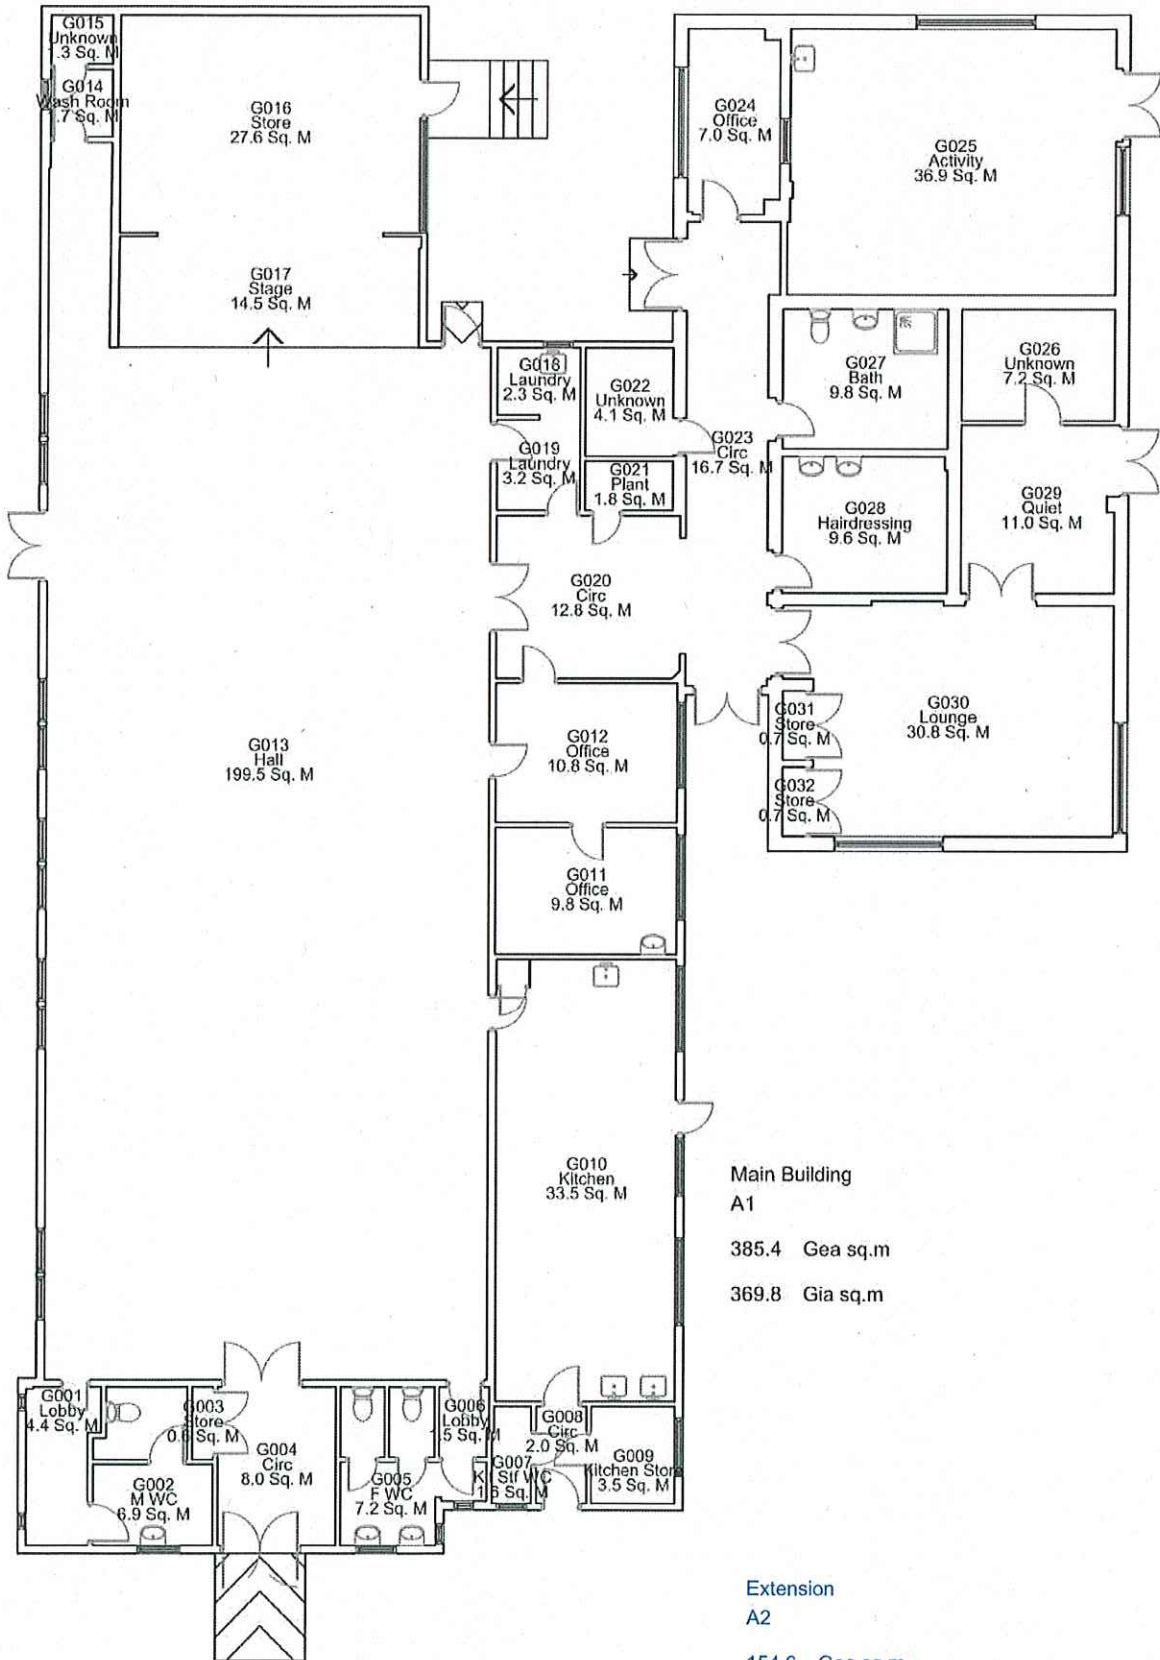 G015
Unknown
.3 Sq. M
G014
Wash Room
.7 Sq. M
G016
Store
27.6 Sq. M
G017
Stage
14.5 Sq. M
G024
Office
7.0 Sq. M
G025
Activity
36.9 Sq. M
G018
Laundry
2.3 Sq. M
G022
Unknown
4.1 Sq. M
G027
Bath
9.8 Sq. M
G026
Unknown
7.2 Sq. M
G019
Laundry
3.2 Sq. M
G021
Plant
1.8 Sq. M
G023
Circ
16.7 Sq. M
G028
Hairdressing
9.6 Sq. M
G029
Quiet
11.0 Sq. M
G020
Circ
12.8 Sq. M
G013
Hall
199.5 Sq. M
G012
Office
10.8 Sq. M
G031
Store
0.7 Sq. M
G030
Lounge
30.8 Sq. M
G032
Store
0.7 Sq. M
G011
Office
9.8 Sq. M
G010
Kitchen
33.5 Sq. M
Main Building
A1
385.4 Gea sq.m
369.8 Gia sq.m
G001
Lobby
4.4 Sq. M
G003
Store
0.6 Sq. M
G004
Circ
8.0 Sq. M
G002
M WC
6.9 Sq. M
G005
F WC
7.2 Sq. M
G006
Lobby
.5 Sq. M
G007
K Stf WC
1.6 Sq. M
G008
Circ
2.0 Sq. M
G009
Kitchen Store
3.5 Sq. M
Extension
A2
154.6 Gea sq.m